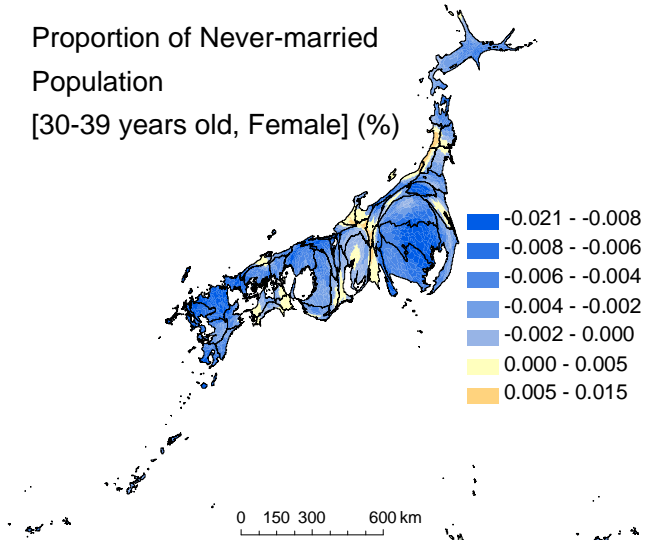 Proportion of Never-married
Population
[30-39 years old, Female] (%)
-0.021 - -0.008
-0.008 - -0.006
-0.006 - -0.004
-0.004 - -0.002
-0.002 - 0.000
0.000 - 0.005
0.005 - 0.015
0 150 300 600 km